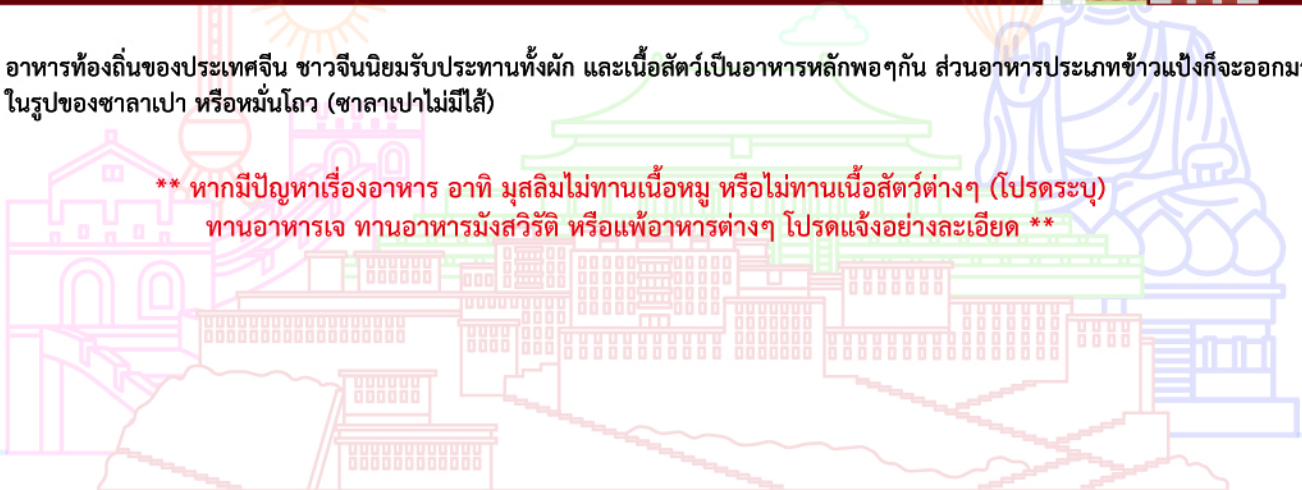 อาหารท้องถิ่นของประเทศจีน ชาวจีนนิยมรับประทานทั้งผัก และเนื้อสัตว์เป็นอาหารหลักพอๆกัน ส่วนอาหารประเภทข้าวแป้งก็จะออกมา
ในรูปของซาลาเปา หรือหมั่นโถว (ซาลาเปาไม่มีไส้)
** หากมีปัญหาเรื่องอาหาร อาทิ มุสลิมไม่ทานเนื้อหมู หรือไม่ทานเนื้อสัตว์ต่างๆ (โปรดระบุ)
ทานอาหารเจ ทานอาหารมังสวิรัติ หรือแพ้อาหารต่างๆ โปรดแจ้งอย่างละเอียด **